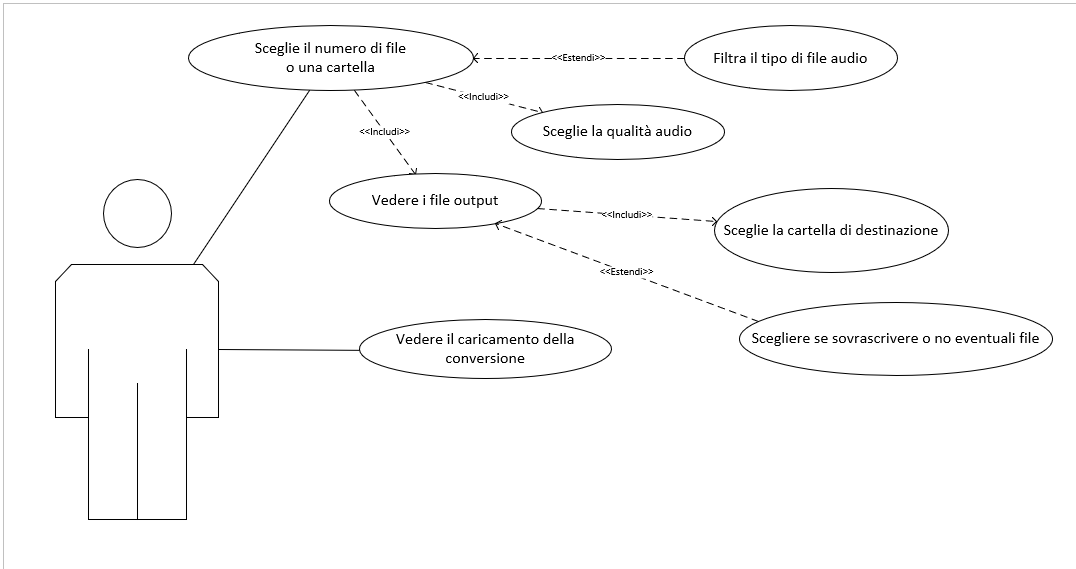 Sceglie il numero di file
o una cartella
<<Estendi>>
Filtra il tipo di file audio
<<Includi>>
<<Includi>>
Sceglie la qualità audio
Vedere i file output
<<Includi>>
Sceglie la cartella di destinazione
<<Estendi>>
Scegliere se sovrascrivere o no eventuali file
Vedere il caricamento della
conversione